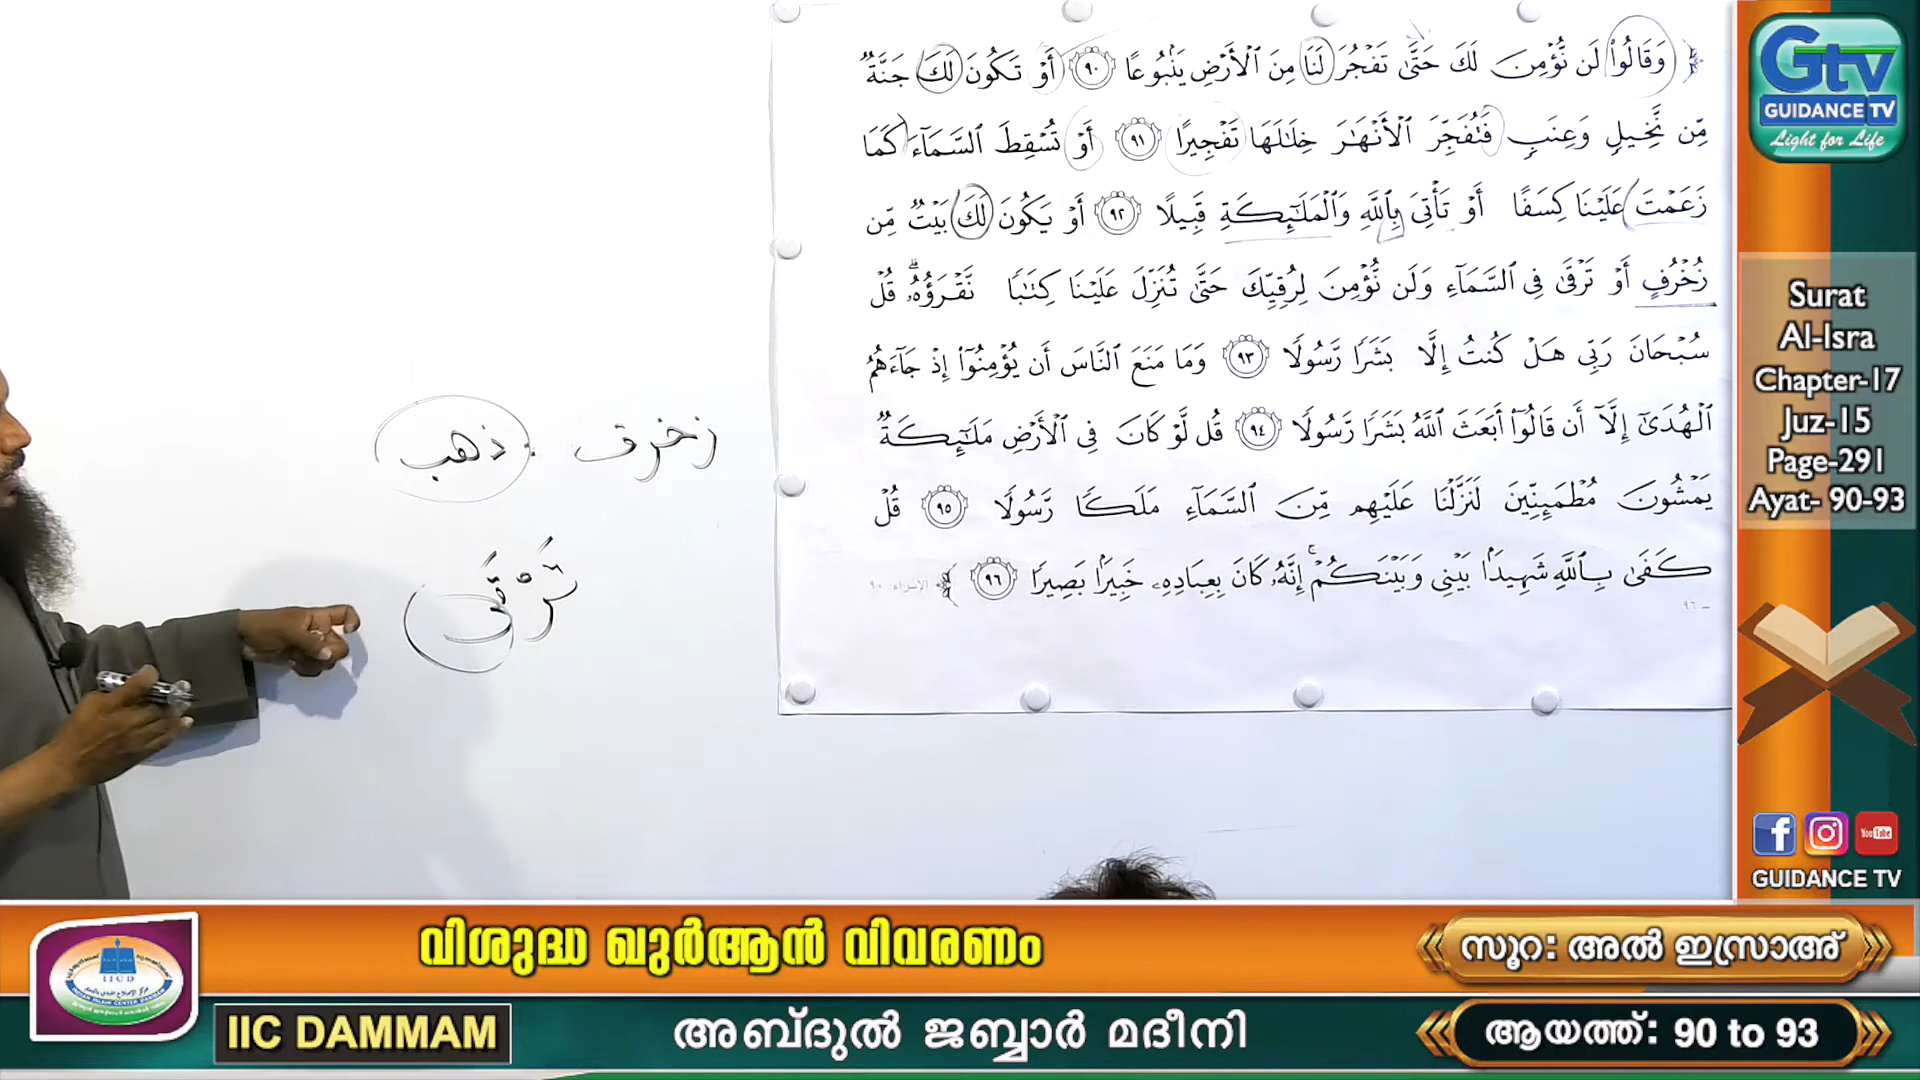 ﴿ وَقَالُوا۟ لَن نُّؤْمِنَ لَكَ حَتَّىٰ تَفْجُرَ لَنَا مِنَ ٱلْأَرْضِ يَنۢبُوعًا ٩٠ أَوْ تَكُونَ لَكَ جَنَّةٌ
مِّن نَّخِيلٍ وَعِنَبٍ فَتُفَجِّرَ ٱلْأَنْهَـٰرَ خِلَـٰلَهَا تَفْجِيرًا ٩١ أَوْ تُسْقِطَ ٱلسَّمَآءَ كَمَا
زَعَمْتَ عَلَيْنَا كِسَفًا أَوْ تَأْتِىَ بِٱللَّهِ وَٱلْمَلَـٰٓئِكَةِ قَبِيلًا ٩٢ أَوْ يَكُونَ لَكَ بَيْتٌ مِّن
زُخْرُفٍ أَوْ تَرْقَىٰ فِى ٱلسَّمَآءِ وَلَن نُّؤْمِنَ لِرُقِيِّكَ حَتَّىٰ تُنَزِّلَ عَلَيْنَا كِتَـٰبًا نَّقْرَؤُهُۥ ۗ قُلْ
سُبْحَانَ رَبِّى هَلْ كُنتُ إِلَّا بَشَرًا رَّسُولًا ٩٣ وَمَا مَنَعَ ٱلنَّاسَ أَن يُؤْمِنُوٓا۟ إِذْ جَآءَهُمُ
ٱلْهُدَىٰٓ إِلَّآ أَن قَالُوٓا۟ أَبَعَثَ ٱللَّهُ بَشَرًا رَّسُولًا ٩٤ قُل لَّوْ كَانَ فِى ٱلْأَرْضِ مَلَـٰٓئِكَةٌ
يَمْشُونَ مُطْمَئِنِّينَ لَنَزَّلْنَا عَلَيْهِم مِّنَ ٱلسَّمَآءِ مَلَكًا رَّسُولًا ٩٥ قُلْ
كَفَىٰ بِٱللَّهِ شَهِيدًۢا بَيْنِى وَبَيْنَكُمْ ۚ إِنَّهُۥ كَانَ بِعِبَادِهِۦ خَبِيرًۢا بَصِيرًا ٩٦ ﴾ الإسراء: ٩٠
- ٩٦
زخرف : ذهب
تَرْقَى
Gtv
GUIDANCE TV
Light for Life
Surat
Al-Isra
Chapter-17
Juz-15
Page-291
Ayat- 90-93
GUIDANCE TV
വിശുദ്ധ ഖുർആൻ വിവരണം
സൂറ: അൽ ഇസ്രാഅ്
IICD
IIC DAMMAM
അബ്ദുൽ ജബ്ബാർ മദീനി
ആയത്ത്: 90 to 93